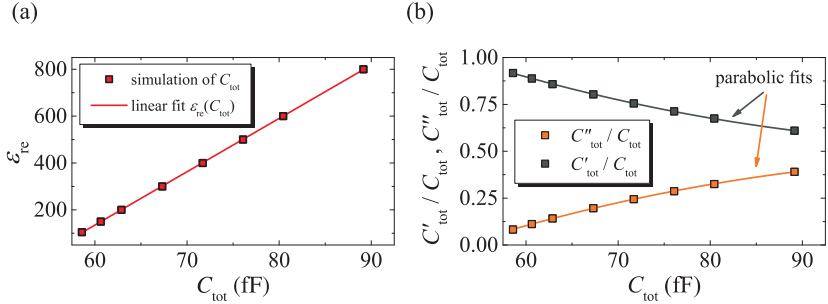 (a)
(b)
800
600
400
200
ε_re
simulation of C_tot
linear fit ε_re(C_tot)
60
70
80
90
C_tot (fF)
1.00
0.75
0.50
0.25
0.00
C′_tot / C_tot , C″_tot / C_tot
parabolic fits
C″_tot / C_tot
C′_tot / C_tot
60
70
80
90
C_tot (fF)